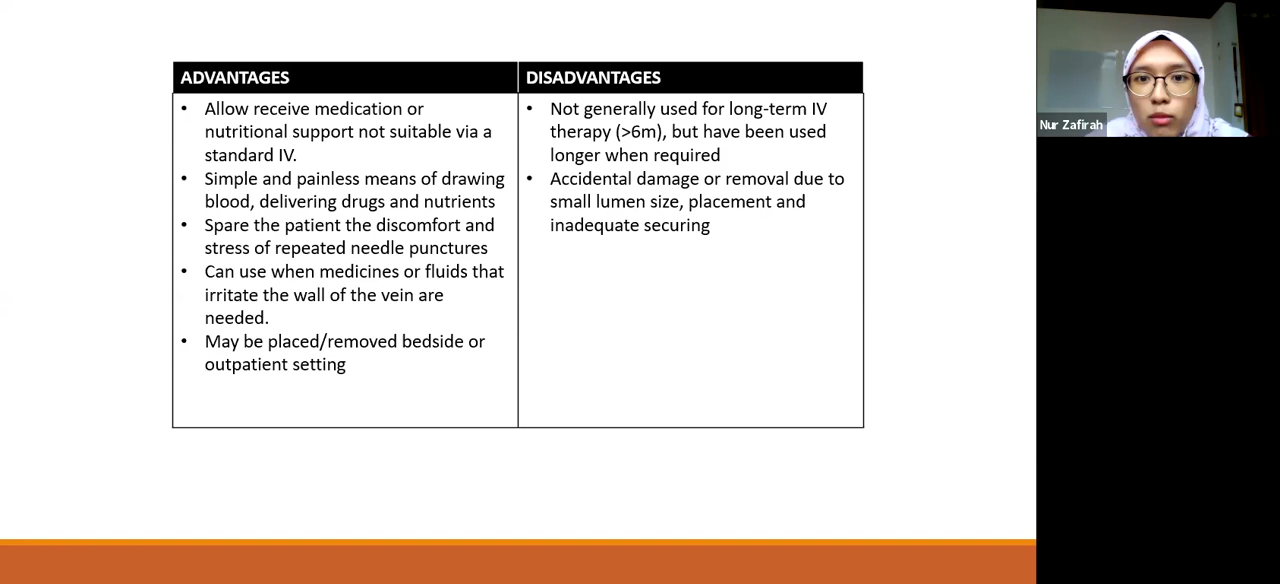 ADVANTAGES
DISADVANTAGES
• Allow receive medication or
nutritional support not suitable via a
standard IV.
• Simple and painless means of drawing
blood, delivering drugs and nutrients
• Spare the patient the discomfort and
stress of repeated needle punctures
• Can use when medicines or fluids that
irritate the wall of the vein are
needed.
• May be placed/removed bedside or
outpatient setting
• Not generally used for long-term IV
therapy (>6m), but have been used
longer when required
• Accidental damage or removal due to
small lumen size, placement and
inadequate securing
Nur Zafirah